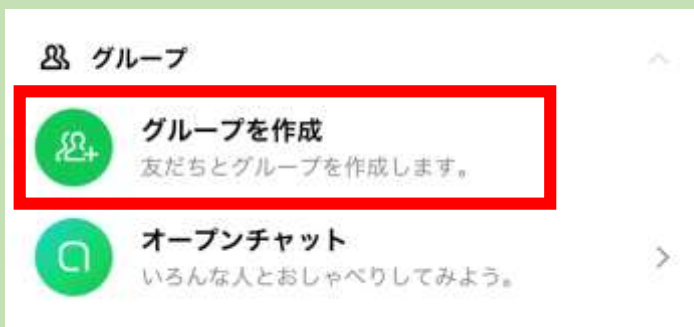 グループ
グループを作成
友だちとグループを作成します。
オープンチャット
いろんな人とおしゃべりしてみよう。